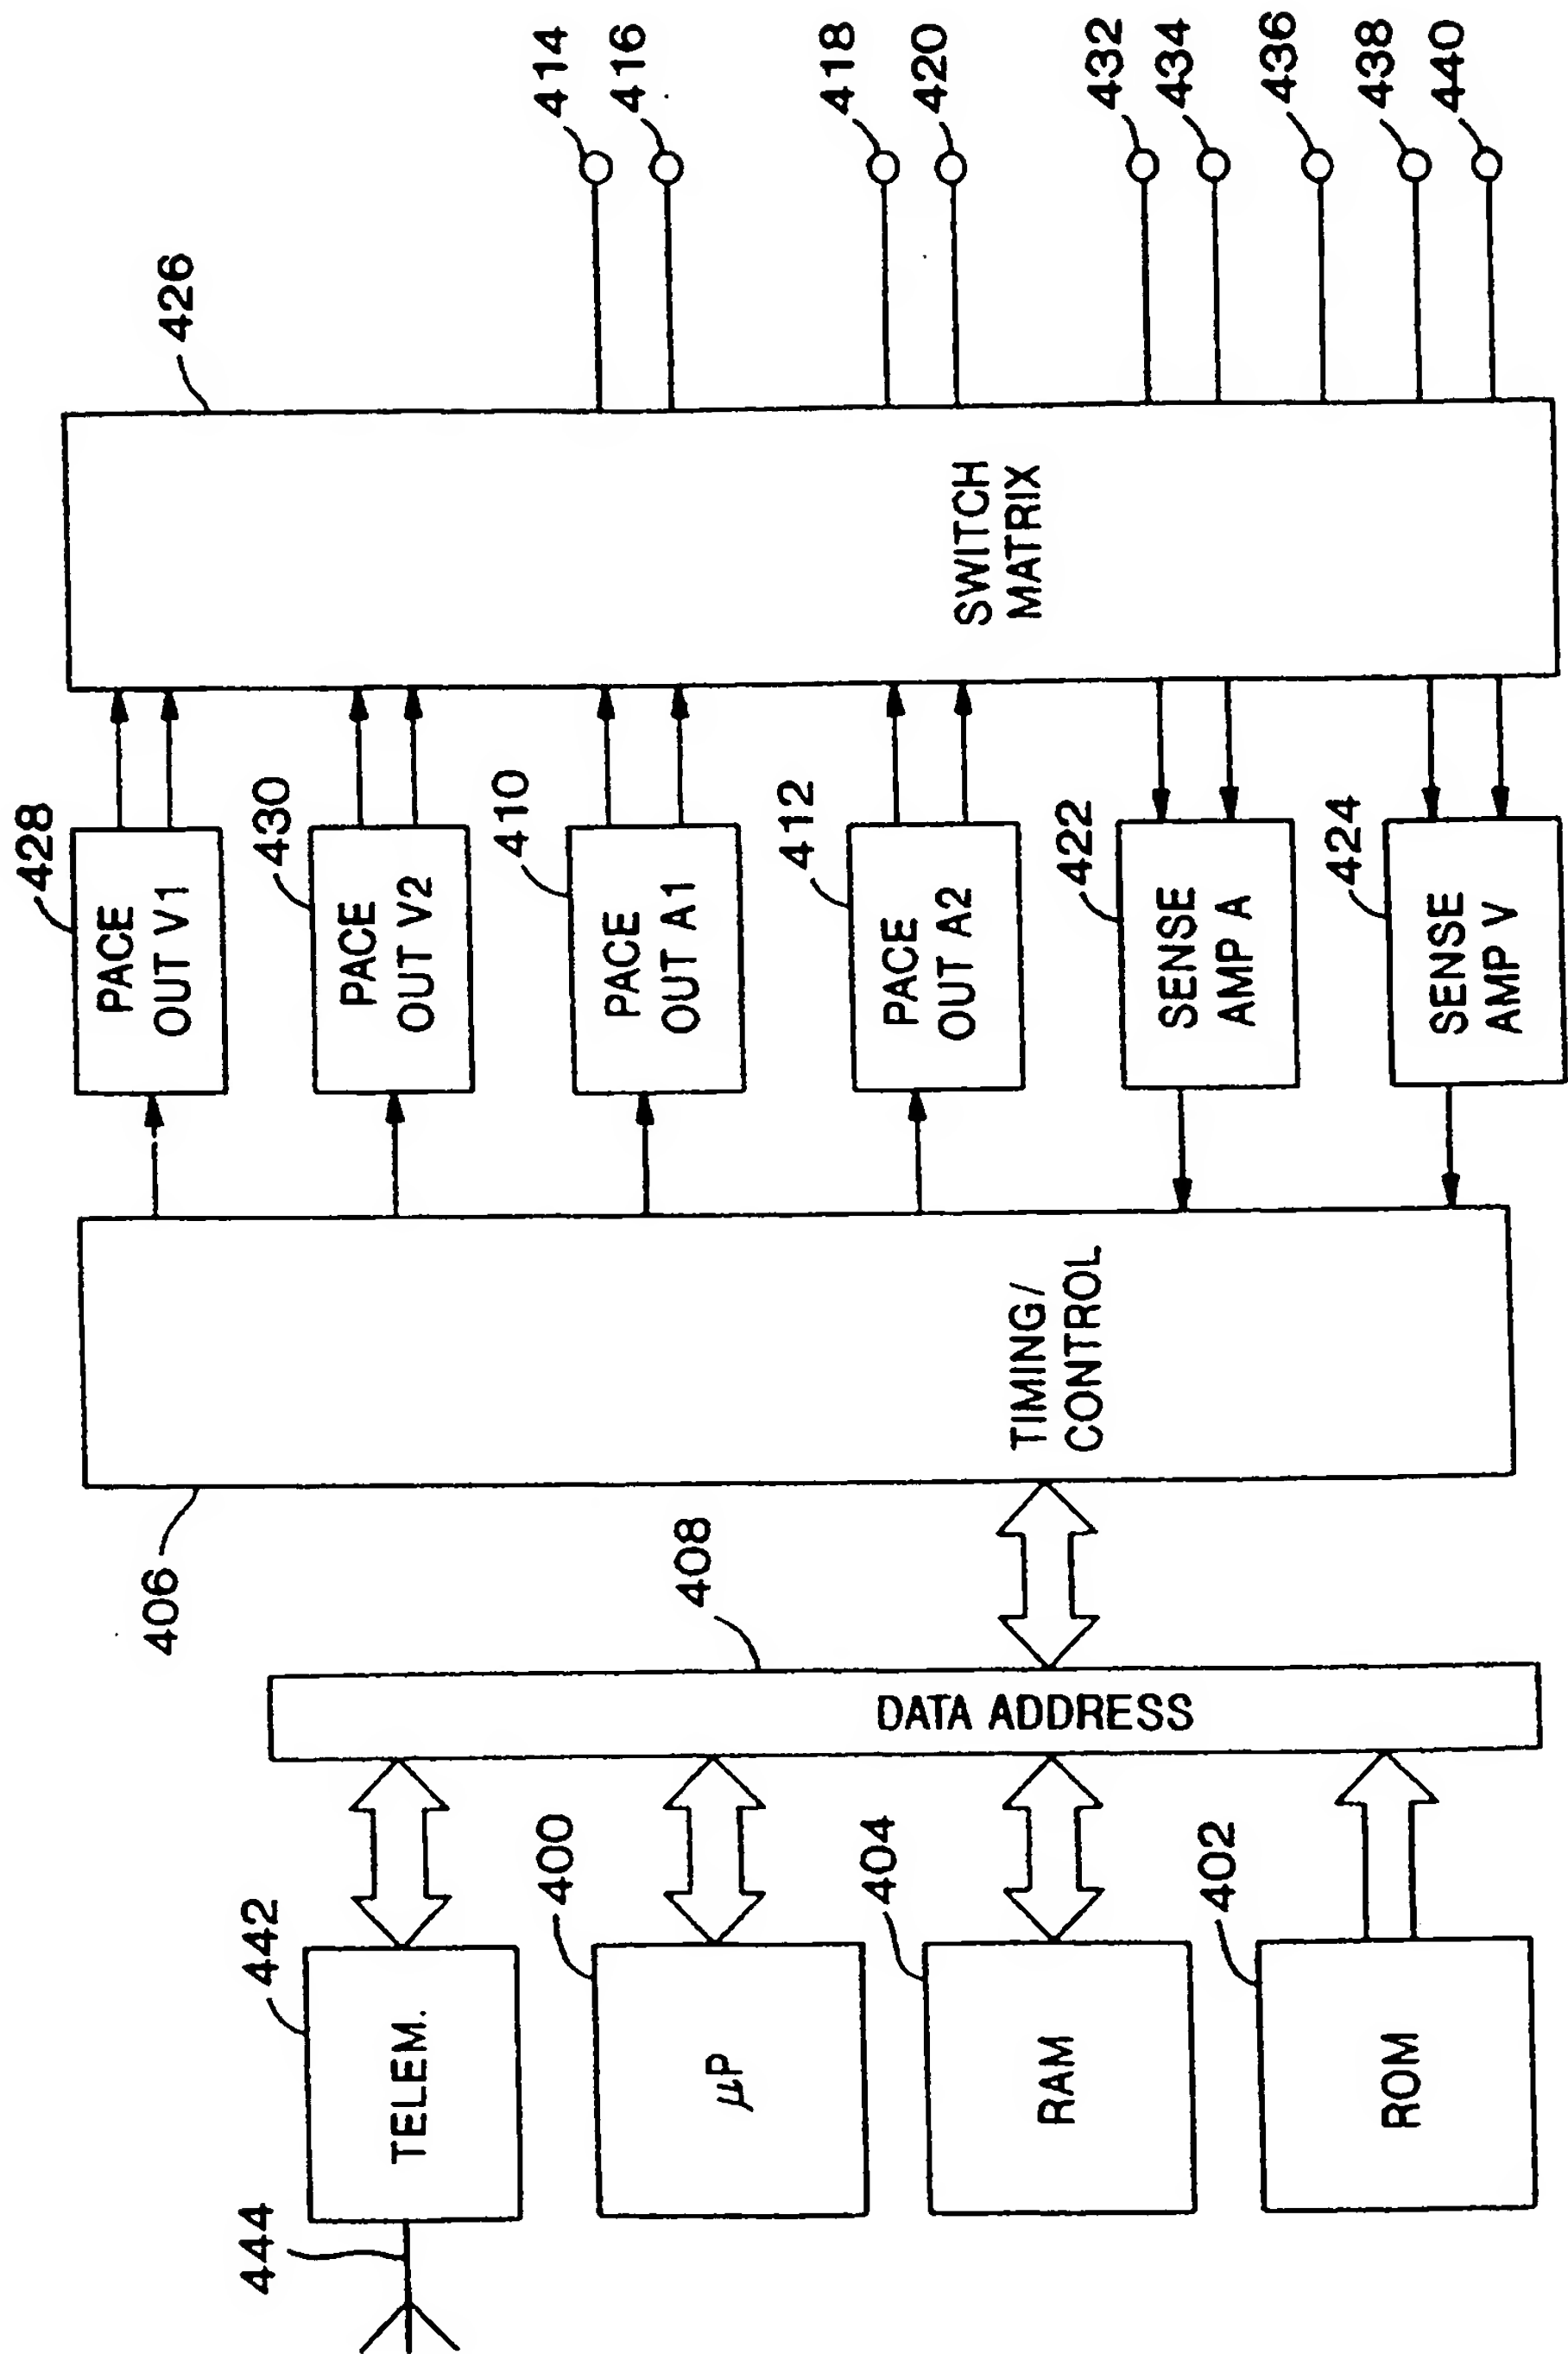 444
442
TELEM.
400
µP
404
RAM
402
ROM
408
DATA ADDRESS
406
TIMING/
CONTROL
428
PACE
OUT V1
430
PACE
OUT V2
410
PACE
OUT A1
412
PACE
OUT A2
422
SENSE
AMP A
424
SENSE
AMP V
426
SWITCH
MATRIX
414
416
418
420
432
434
436
438
440